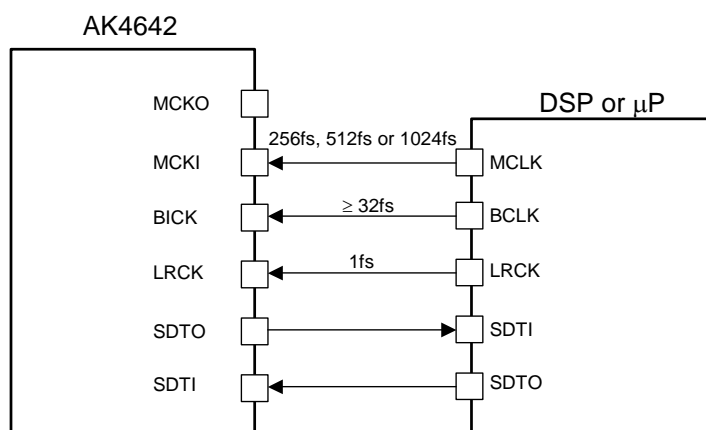 AK4642
DSP or μP
MCKO
256fs, 512fs or 1024fs
MCKI
MCLK
≥ 32fs
BICK
BCLK
1fs
LRCK
LRCK
SDTO
SDTI
SDTI
SDTO